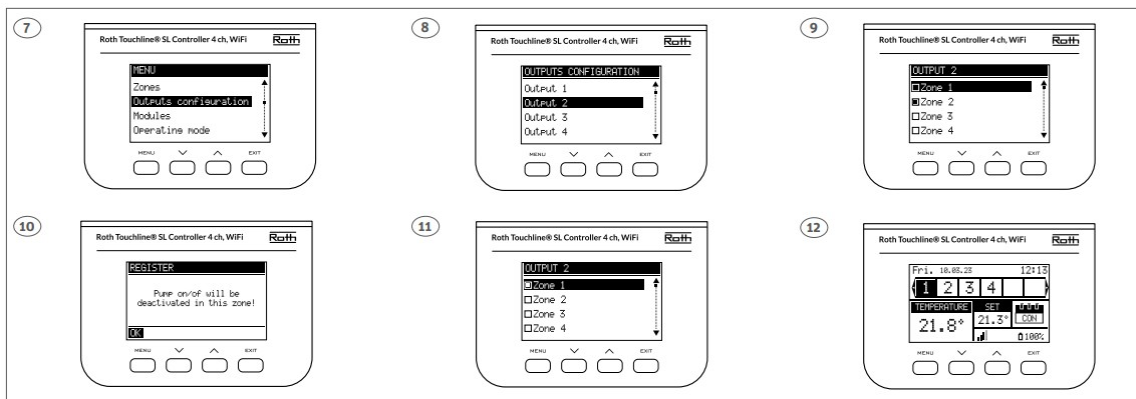 7
Roth Touchline® SL Controller 4 ch, WiFi Roth
MENU
Zones
Outputs configuration
Modules
Operating mode
MENU EXIT
8
Roth Touchline® SL Controller 4 ch, WiFi Roth
OUTPUTS CONFIGURATION
Output 1
Output 2
Output 3
Output 4
MENU EXIT
9
Roth Touchline® SL Controller 4 ch, WiFi Roth
OUTPUT 2
Zone 1
Zone 2
Zone 3
Zone 4
MENU EXIT
10
Roth Touchline® SL Controller 4 ch, WiFi Roth
REGISTER
Pump on/of will be
deactivated in this zone!
OK
MENU EXIT
11
Roth Touchline® SL Controller 4 ch, WiFi Roth
OUTPUT 2
Zone 1
Zone 2
Zone 3
Zone 4
MENU EXIT
12
Roth Touchline® SL Controller 4 ch, WiFi Roth
Fri. 10.03.23 12:13
1 2 3 4
TEMPERATURE SET
21.8° 21.3° CON
100%
MENU EXIT